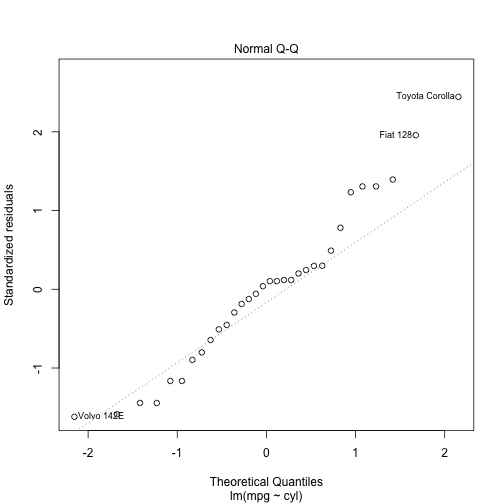 Normal Q-Q
Toyota Corolla
Fiat 128
Volvo 142E
Standardized residuals
2
1
0
-1
-2
-1
0
1
2
Theoretical Quantiles
lm(mpg ~ cyl)